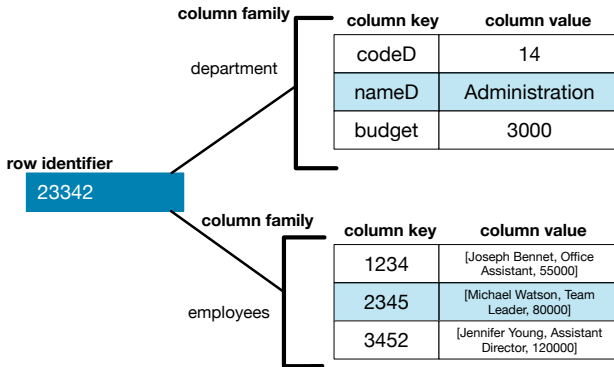 column family
column key column value
department
codeD 14
nameD Administration
budget 3000
row identifier
23342
column family
column key column value
employees
1234 [Joseph Bennet, Office
Assistant, 55000]
2345 [Michael Watson, Team
Leader, 80000]
3452 [Jennifer Young, Assistant
Director, 120000]